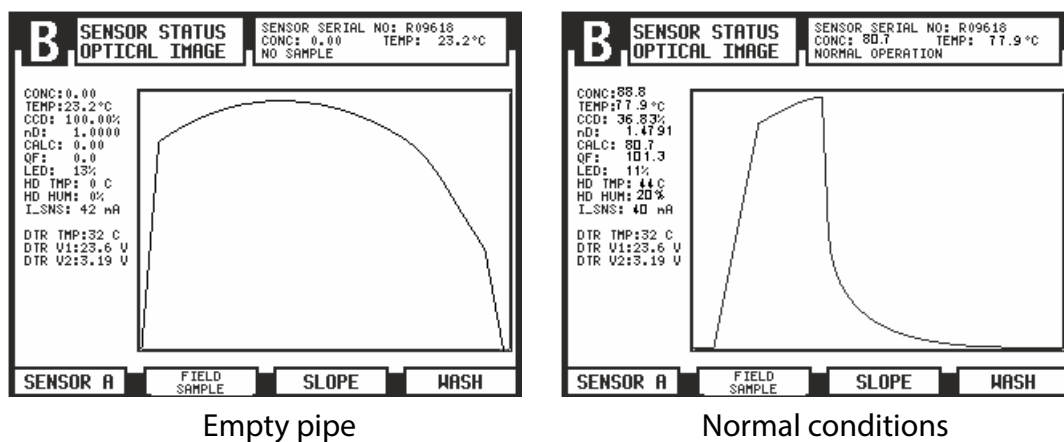 B
SENSOR STATUS
OPTICAL IMAGE
SENSOR SERIAL NO: R09618
CONC: 0.00 TEMP: 23.2°C
NO SAMPLE
CONC:0.00
TEMP:23.2°C
CCD: 100.00%
nD: 1.0000
CALC: 0.00
QF: 0.0
LED: 13%
HD TMP: 0 C
HD HUM: 0%
I_SNS: 42 mA
DTR TMP:32 C
DTR V1:23.6 V
DTR V2:3.19 V
SENSOR A
FIELD
SAMPLE
SLOPE
WASH
Empty pipe
B
SENSOR STATUS
OPTICAL IMAGE
SENSOR SERIAL NO: R09618
CONC: 80.7 TEMP: 77.9°C
NORMAL OPERATION
CONC:88.8
TEMP:77.9°C
CCD: 36.83%
nD: 1.4791
CALC: 80.7
QF: 101.3
LED: 11%
HD TMP: 44 C
HD HUM: 20%
I_SNS: 40 mA
DTR TMP:32 C
DTR V1:23.6 V
DTR V2:3.19 V
SENSOR A
FIELD
SAMPLE
SLOPE
WASH
Normal conditions